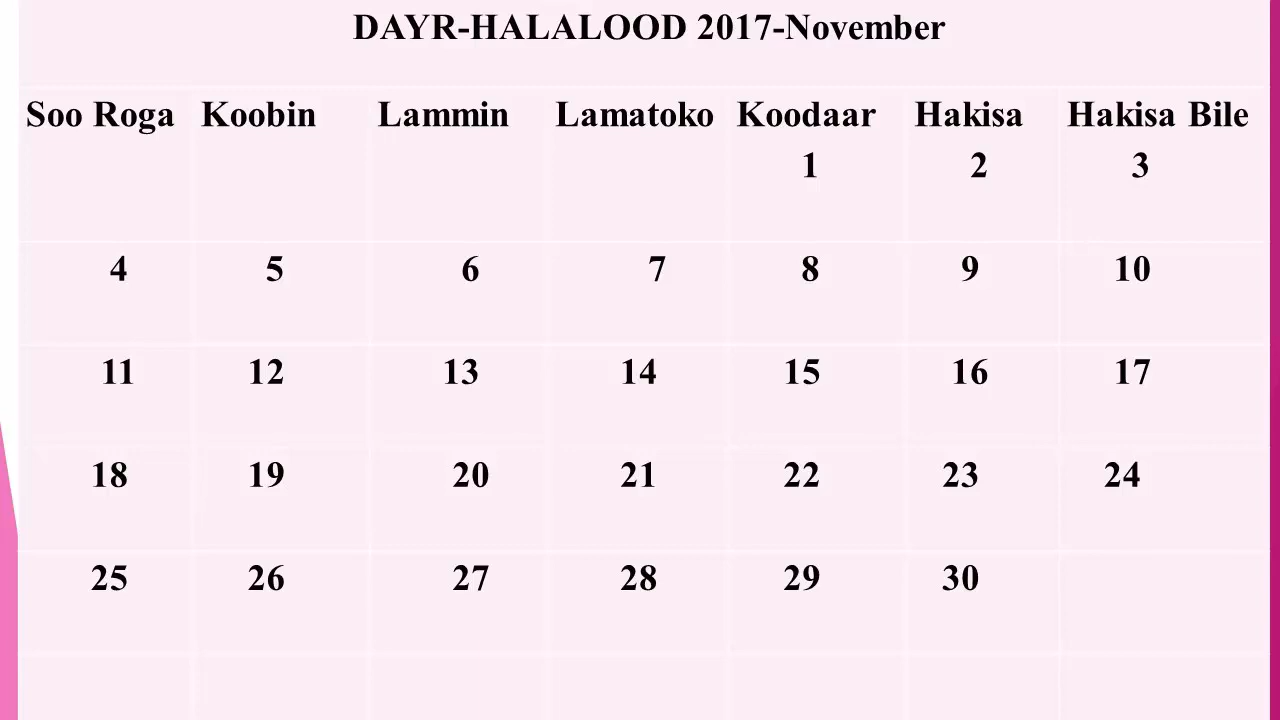 DAYR-HALALOOD 2017-November
Soo Roga Koobin Lammin Lamatoko Koodaar Hakisa Hakisa Bile
1 2 3
4 5 6 7 8 9 10
11 12 13 14 15 16 17
18 19 20 21 22 23 24
25 26 27 28 29 30